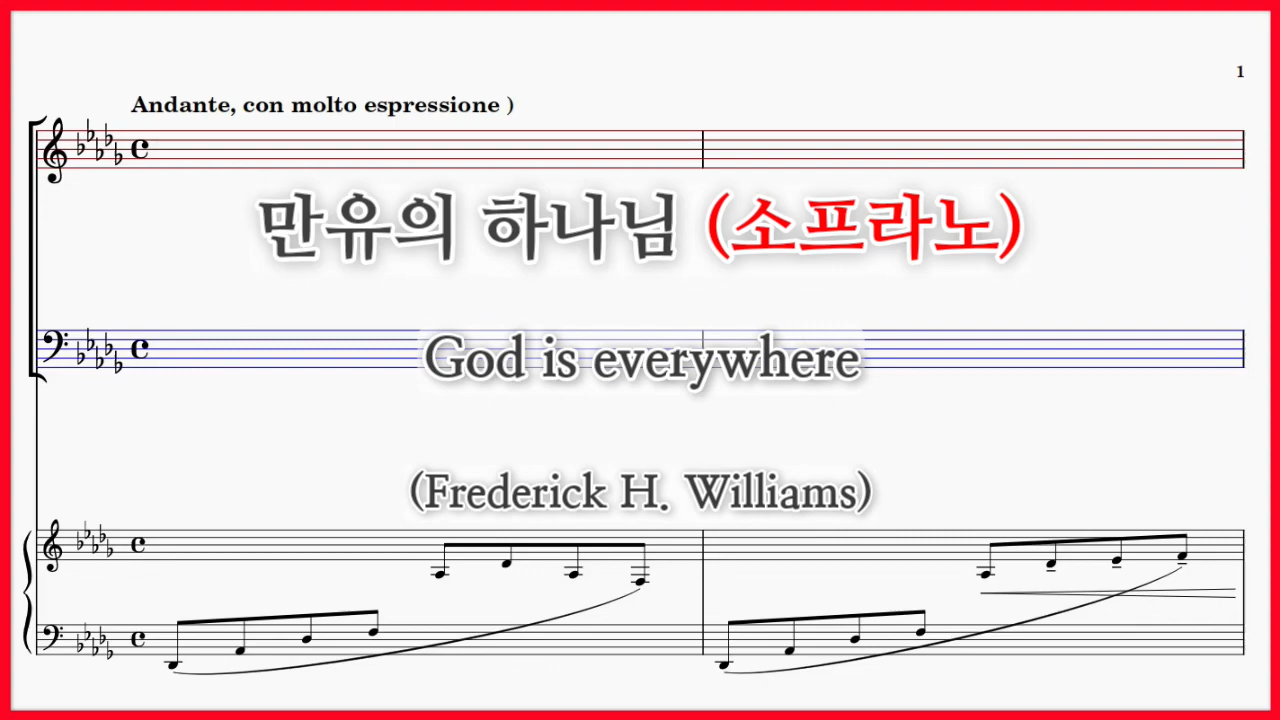 1
Andante, con molto espressione )
만유의 하나님 (소프라노)
God is everywhere
(Frederick H. Williams)